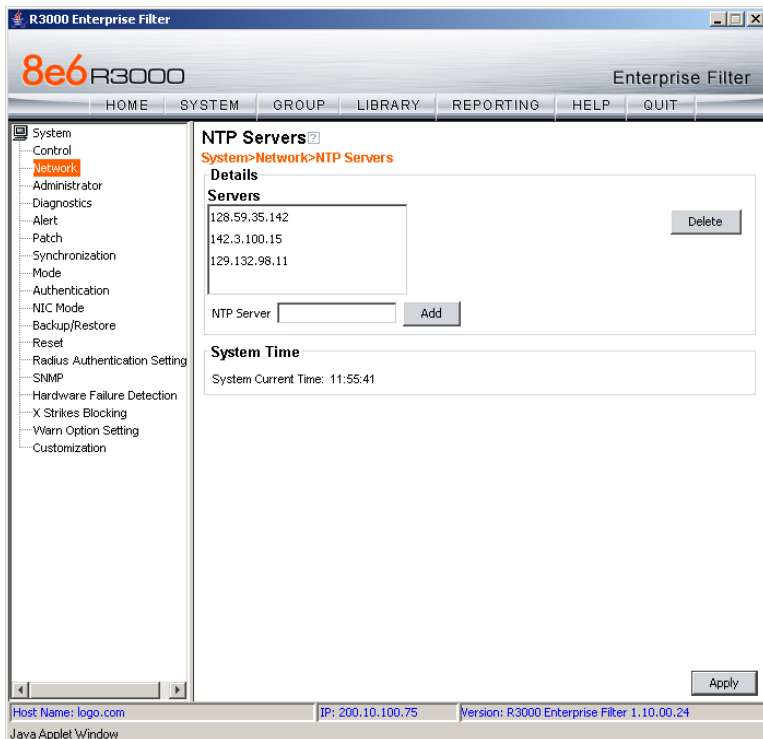 R3000 Enterprise Filter
8e6 R3000
Enterprise Filter
HOME SYSTEM GROUP LIBRARY REPORTING HELP QUIT
System
Control
Network
Administrator
Diagnostics
Alert
Patch
Synchronization
Mode
Authentication
NIC Mode
Backup/Restore
Reset
Radius Authentication Setting
SNMP
Hardware Failure Detection
X Strikes Blocking
Warn Option Setting
Customization
NTP Servers ?
System>Network>NTP Servers
Details
Servers
128.59.35.142
142.3.100.15
129.132.98.11
Delete
NTP Server
Add
System Time
System Current Time: 11:55:41
Apply
Host Name: logo.com
IP: 200.10.100.75
Version: R3000 Enterprise Filter 1.10.00.24
Java Applet Window